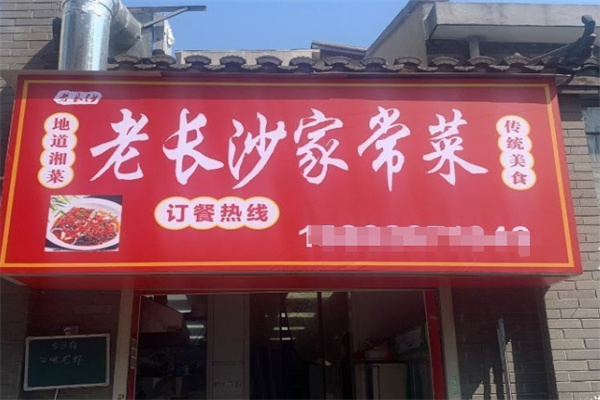 老长沙
地道湘菜
老长沙家常菜
传统美食
订餐热线